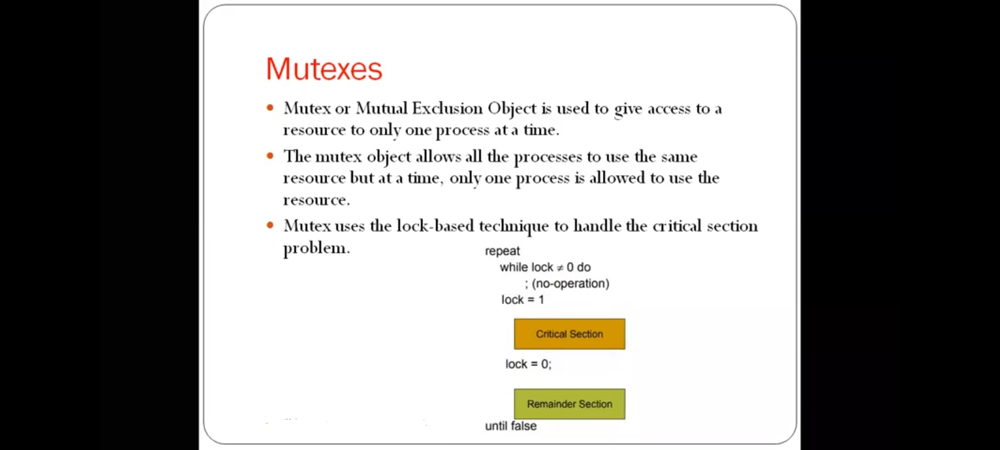 Mutexes
• Mutex or Mutual Exclusion Object is used to give access to a
resource to only one process at a time.
• The mutex object allows all the processes to use the same
resource but at a time, only one process is allowed to use the
resource.
• Mutex uses the lock-based technique to handle the critical section
problem.
repeat
while lock ≠ 0 do
; (no-operation)
lock = 1
Critical Section
lock = 0;
Remainder Section
until false